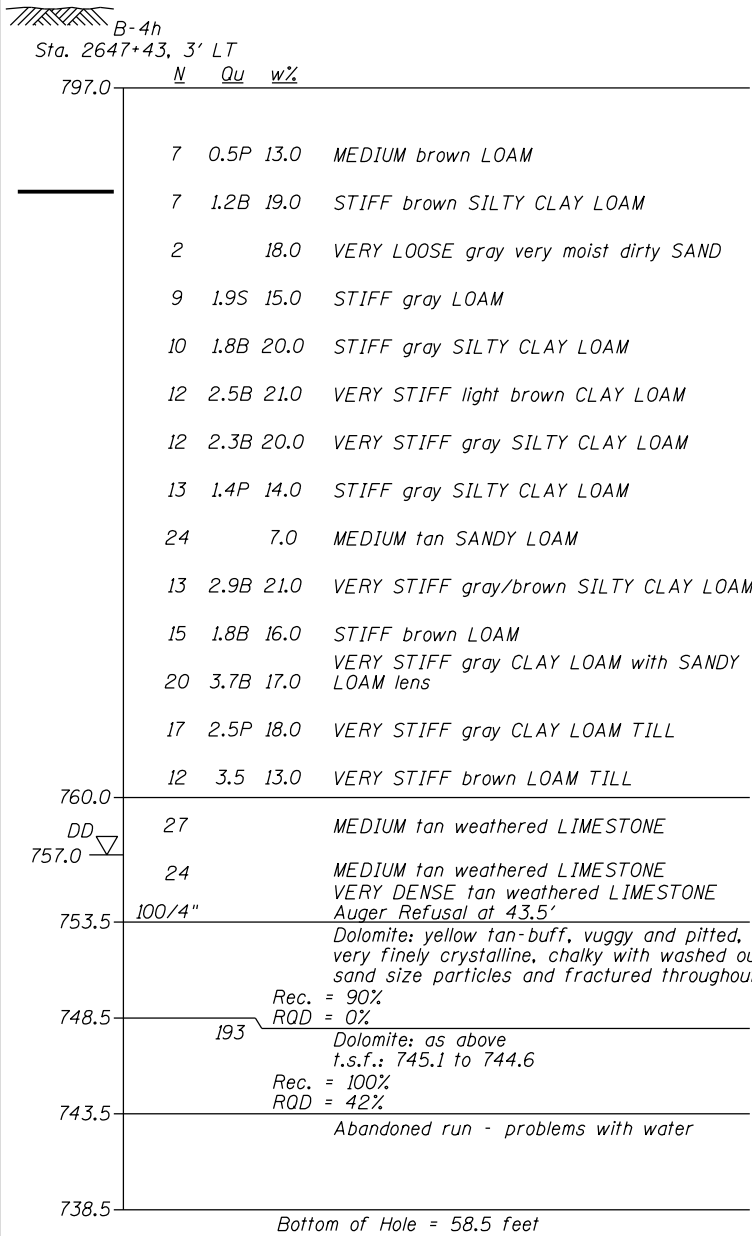 B-4h
Sta. 2647+43, 3' LT
N Qu w%
797.0
7 0.5P 13.0 MEDIUM brown LOAM
7 1.2B 19.0 STIFF brown SILTY CLAY LOAM
2 18.0 VERY LOOSE gray very moist dirty SAND
9 1.9S 15.0 STIFF gray LOAM
10 1.8B 20.0 STIFF gray SILTY CLAY LOAM
12 2.5B 21.0 VERY STIFF light brown CLAY LOAM
12 2.3B 20.0 VERY STIFF gray SILTY CLAY LOAM
13 1.4P 14.0 STIFF gray SILTY CLAY LOAM
24 7.0 MEDIUM tan SANDY LOAM
13 2.9B 21.0 VERY STIFF gray/brown SILTY CLAY LOAM
15 1.8B 16.0 STIFF brown LOAM
VERY STIFF gray CLAY LOAM with SANDY
20 3.7B 17.0 LOAM lens
17 2.5P 18.0 VERY STIFF gray CLAY LOAM TILL
12 3.5 13.0 VERY STIFF brown LOAM TILL
760.0
27 MEDIUM tan weathered LIMESTONE
DD
757.0
24 MEDIUM tan weathered LIMESTONE
VERY DENSE tan weathered LIMESTONE
100/4" Auger Refusal at 43.5'
753.5
Dolomite: yellow tan-buff, vuggy and pitted,
very finely crystalline, chalky with washed ou
sand size particles and fractured throughou
Rec. = 90%
748.5 RQD = 0%
193
Dolomite: as above
t.s.f.: 745.1 to 744.6
Rec. = 100%
RQD = 42%
743.5
Abandoned run - problems with water
738.5
Bottom of Hole = 58.5 feet